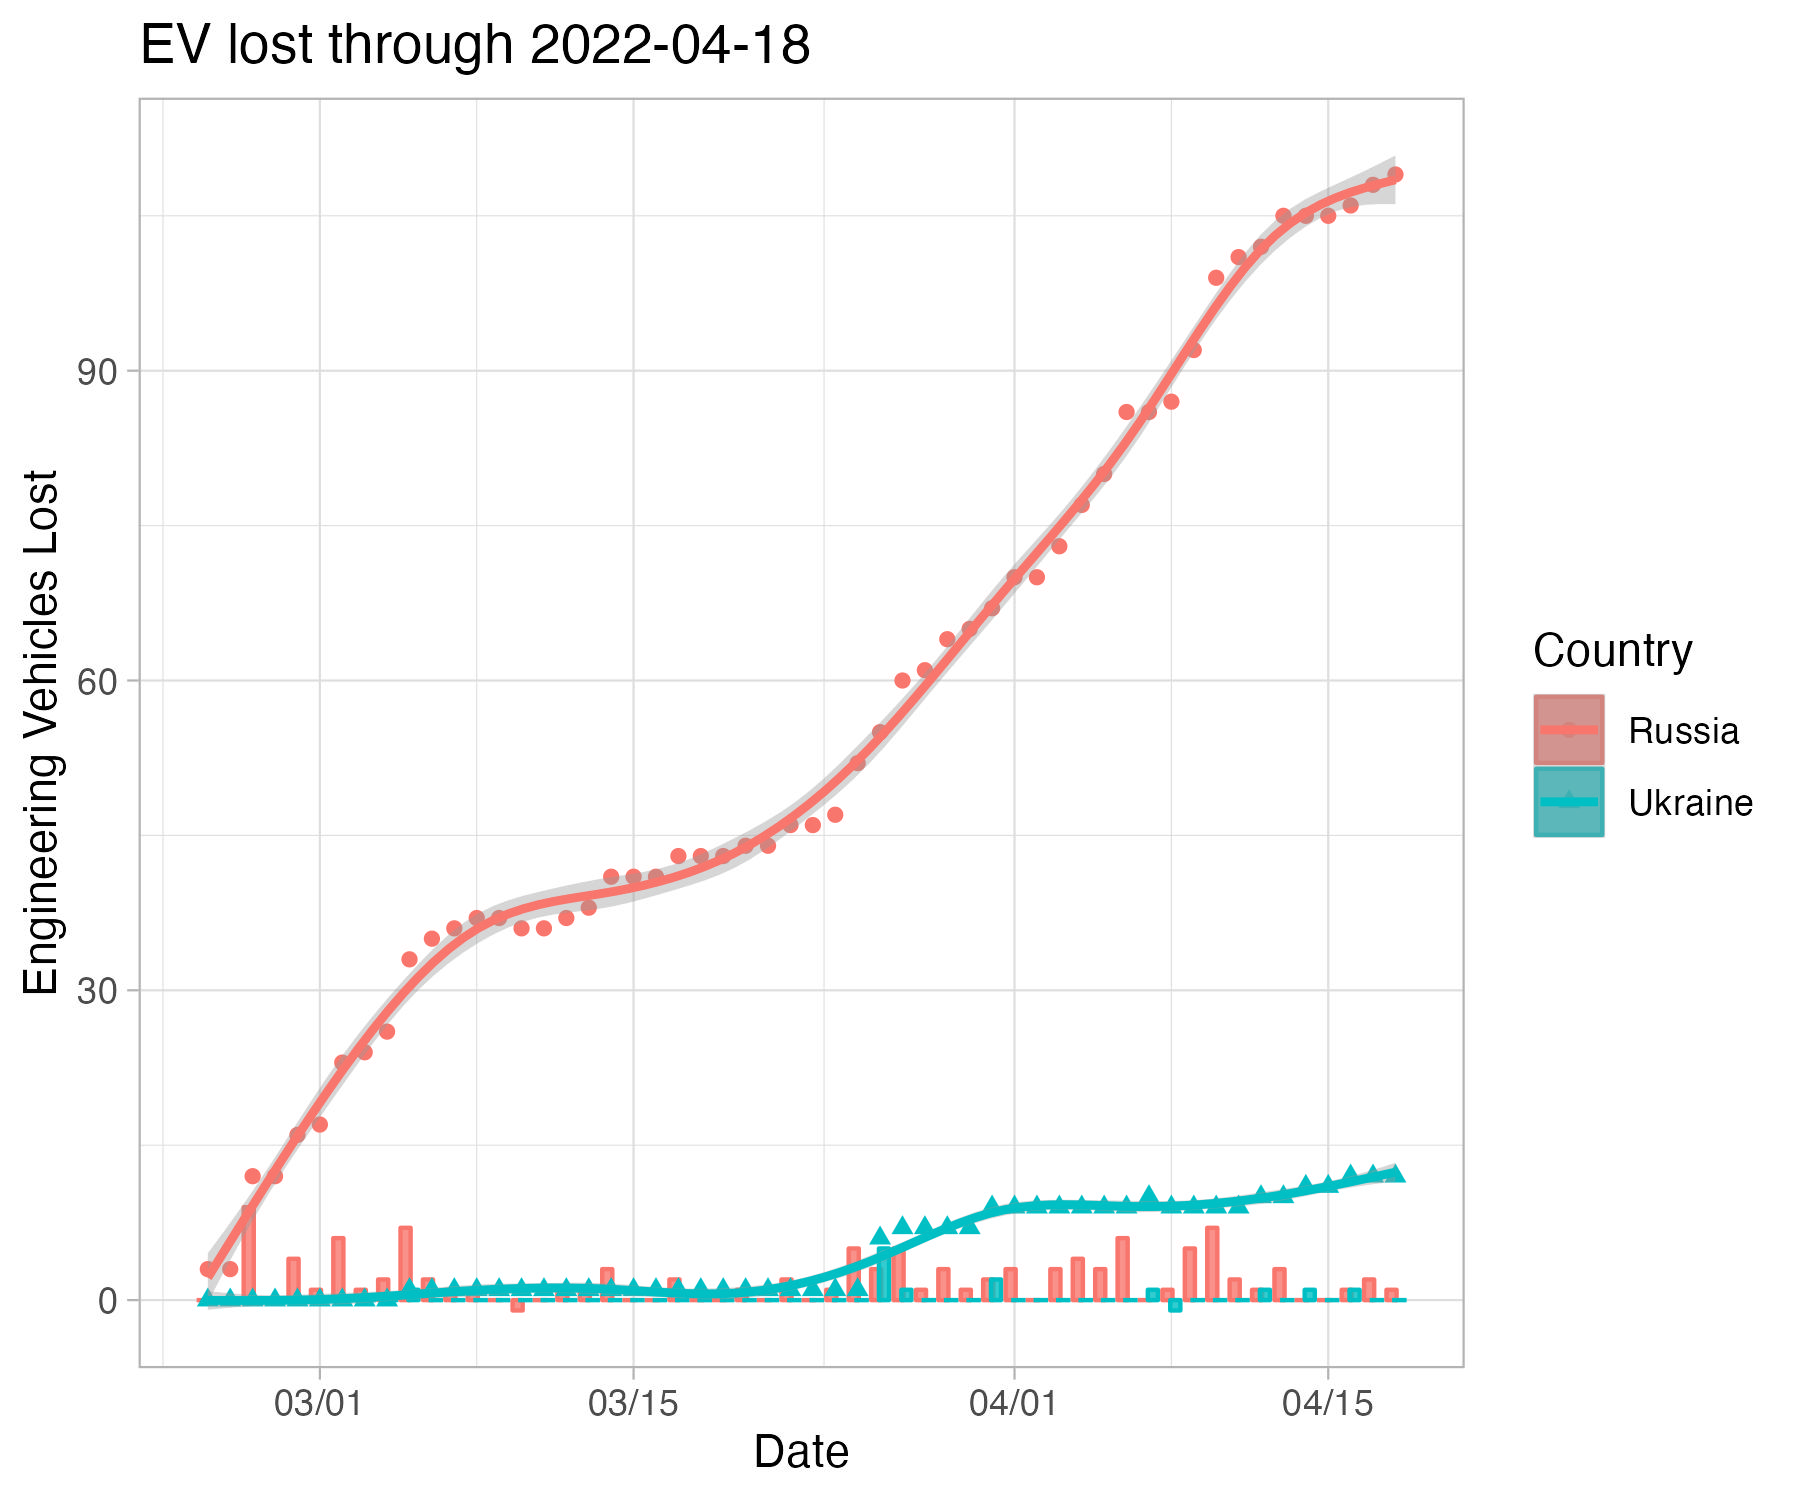 EV lost through 2022-04-18
Engineering Vehicles Lost
90
60
30
0
03/01
03/15
04/01
04/15
Date
Country
Russia
Ukraine